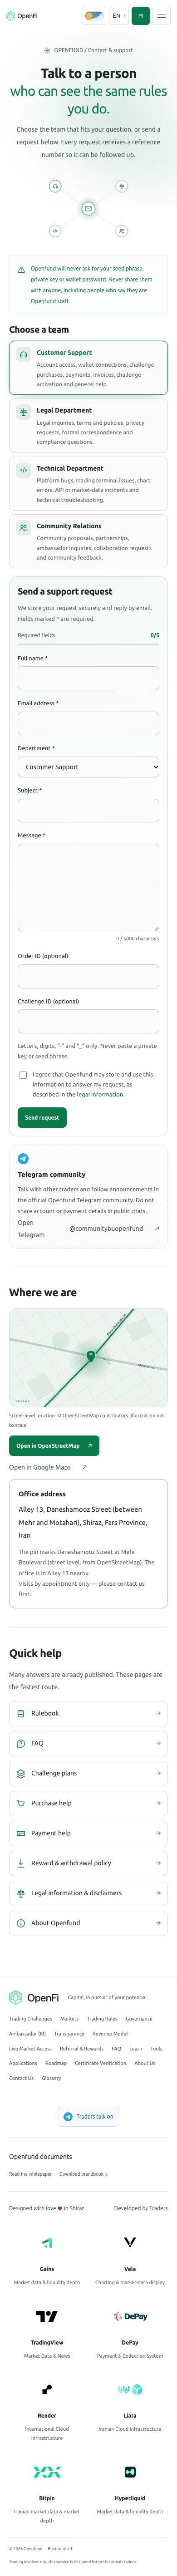 OpenFi
EN
OPENFUND / Contact & support
Talk to a person
who can see the same rules
you do.
Choose the team that fits your question, or send a
request below. Every request receives a reference
number so it can be followed up.
Openfund will never ask for your seed phrase,
private key or wallet password. Never share them
with anyone, including people who say they are
Openfund staff.
Choose a team
Customer Support
Account access, wallet connections, challenge
purchases, payments, invoices, challenge
activation and general help.
Legal Department
Legal inquiries, terms and policies, privacy
requests, formal correspondence and
compliance questions.
Technical Department
Platform bugs, trading terminal issues, chart
errors, API or market-data incidents and
technical troubleshooting.
Community Relations
Community proposals, partnerships,
ambassador inquiries, collaboration requests
and community feedback.
Send a support request
We store your request securely and reply by email.
Fields marked * are required.
Required fields 0/5
Full name *
Email address *
Department *
Customer Support
Subject *
Message *
0 / 5000 characters
Order ID (optional)
Challenge ID (optional)
Letters, digits, "-" and "_" only. Never paste a private
key or seed phrase.
I agree that Openfund may store and use this
information to answer my request, as
described in the legal information.
Send request
Telegram community
Talk with other traders and follow announcements in
the official Openfund Telegram community. Do not
share account or payment details in public chats.
Open
Telegram
@communitybuopenfund ↗
Where we are
Street-level location: © OpenStreetMap contributors. Illustration not
to scale.
Open in OpenStreetMap ↗
Open in Google Maps ↗
Office address
Alley 13, Daneshamooz Street (between
Mehr and Motahari), Shiraz, Fars Province,
Iran
The pin marks Daneshamooz Street at Mehr
Boulevard (street level, from OpenStreetMap). The
office is in Alley 13 nearby.
Visits by appointment only — please contact us
first.
Quick help
Many answers are already published. These pages are
the fastest route.
Rulebook →
FAQ →
Challenge plans →
Purchase help →
Payment help →
Reward & withdrawal policy →
Legal information & disclaimers →
About Openfund →
OpenFi Capital, in pursuit of your potential.
Trading Challenges Markets Trading Rules Governance
Ambassador (IB) Transparency Revenue Model
Live Market Access Referral & Rewards FAQ Learn Tools
Applications Roadmap Certificate Verification About Us
Contact Us Glossary
Traders talk on
Openfund documents
Read the whitepaper Download brandbook ↓
Designed with love in Shiraz Developed by Traders
Gains
Market data & liquidity depth
Vela
Charting & market-data display
TradingView
Market Data & News
DePay
DePay
Payment & Collection System
Render
International Cloud
Infrastructure
Liara
Iranian Cloud Infrastructure
Bitpin
Iranian market data & market
depth
Hyperliquid
Market data & liquidity depth
© 2026 Openfund Back to top ↑
Trading involves risk; this service is designed for professional traders.